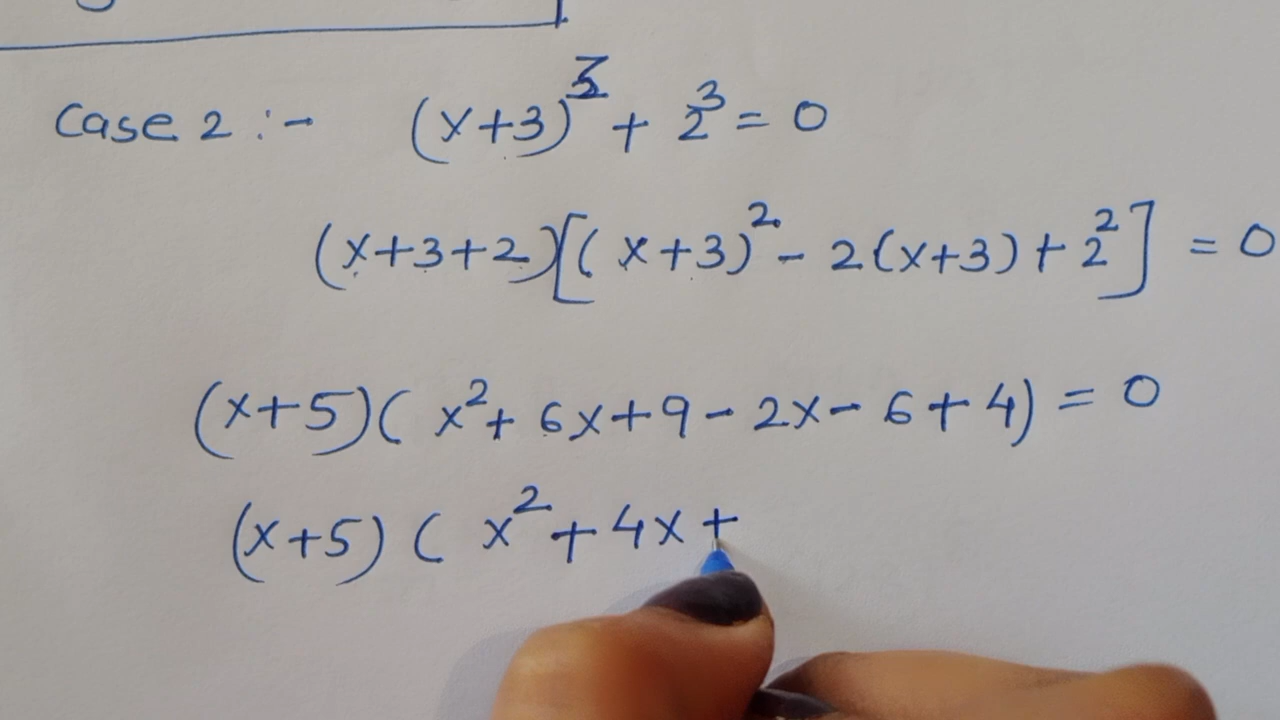 Case 2 :- (x+3)³ + 2³ = 0
(x+3+2)[(x+3)² - 2(x+3) + 2²] = 0
(x+5)(x² + 6x + 9 - 2x - 6 + 4) = 0
(x+5)(x² + 4x +